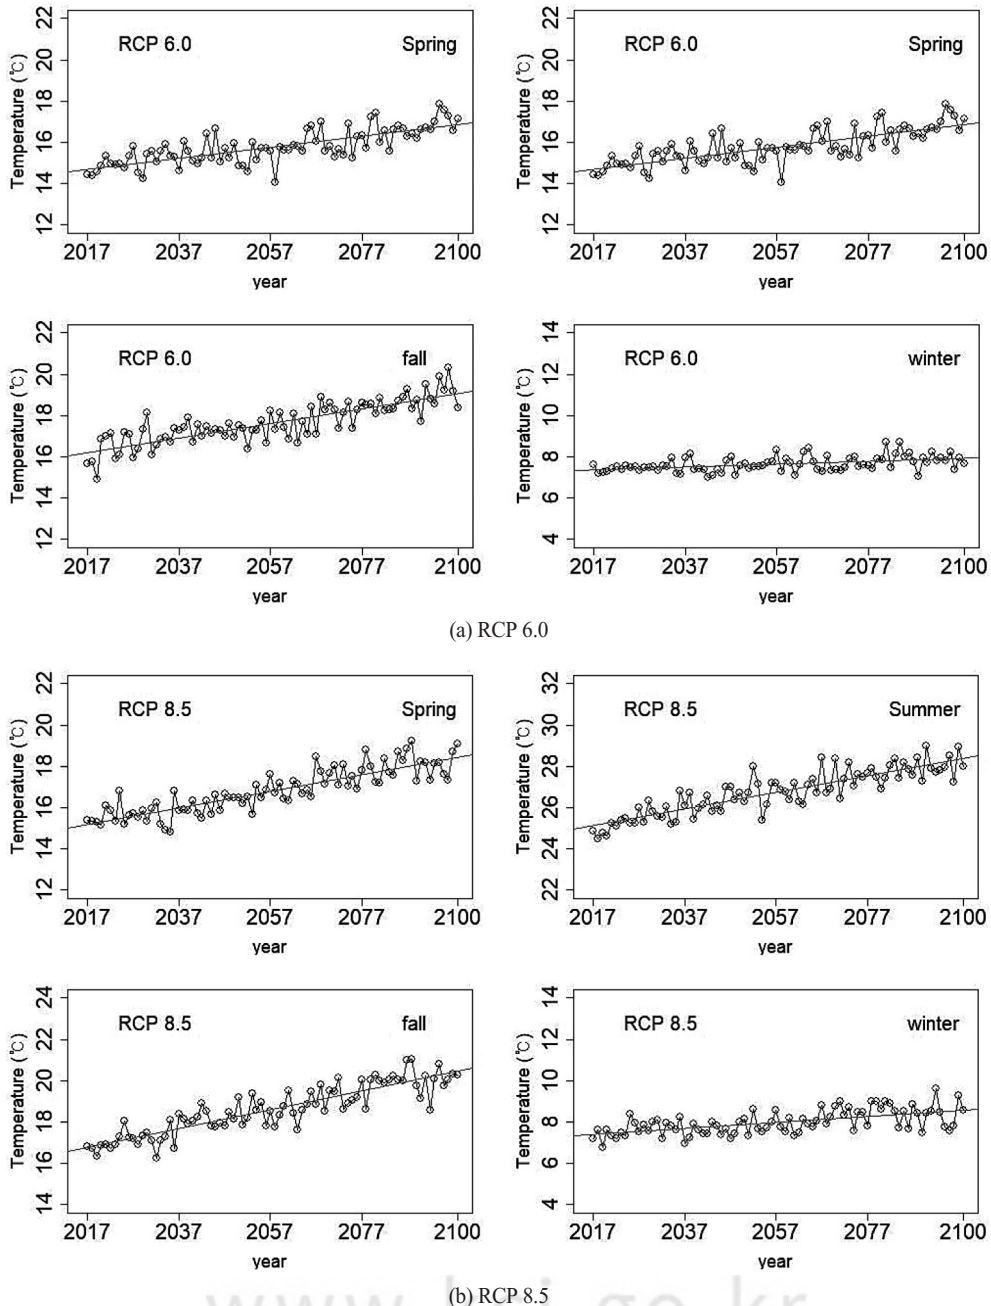 RCP 6.0 Spring
Temperature (℃)
22
20
18
16
14
12
2017 2037 2057 2077 2100
year
RCP 6.0 Spring
Temperature (℃)
22
20
18
16
14
12
2017 2037 2057 2077 2100
year
RCP 6.0 fall
Temperature (℃)
22
20
18
16
14
12
2017 2037 2057 2077 2100
year
RCP 6.0 winter
Temperature (℃)
14
12
10
8
6
4
2017 2037 2057 2077 2100
year
(a) RCP 6.0
RCP 8.5 Spring
Temperature (℃)
22
20
18
16
14
12
2017 2037 2057 2077 2100
year
RCP 8.5 Summer
Temperature (℃)
32
30
28
26
24
22
2017 2037 2057 2077 2100
year
RCP 8.5 fall
Temperature (℃)
24
22
20
18
16
14
2017 2037 2057 2077 2100
year
RCP 8.5 winter
Temperature (℃)
14
12
10
8
6
4
2017 2037 2057 2077 2100
year
(b) RCP 8.5